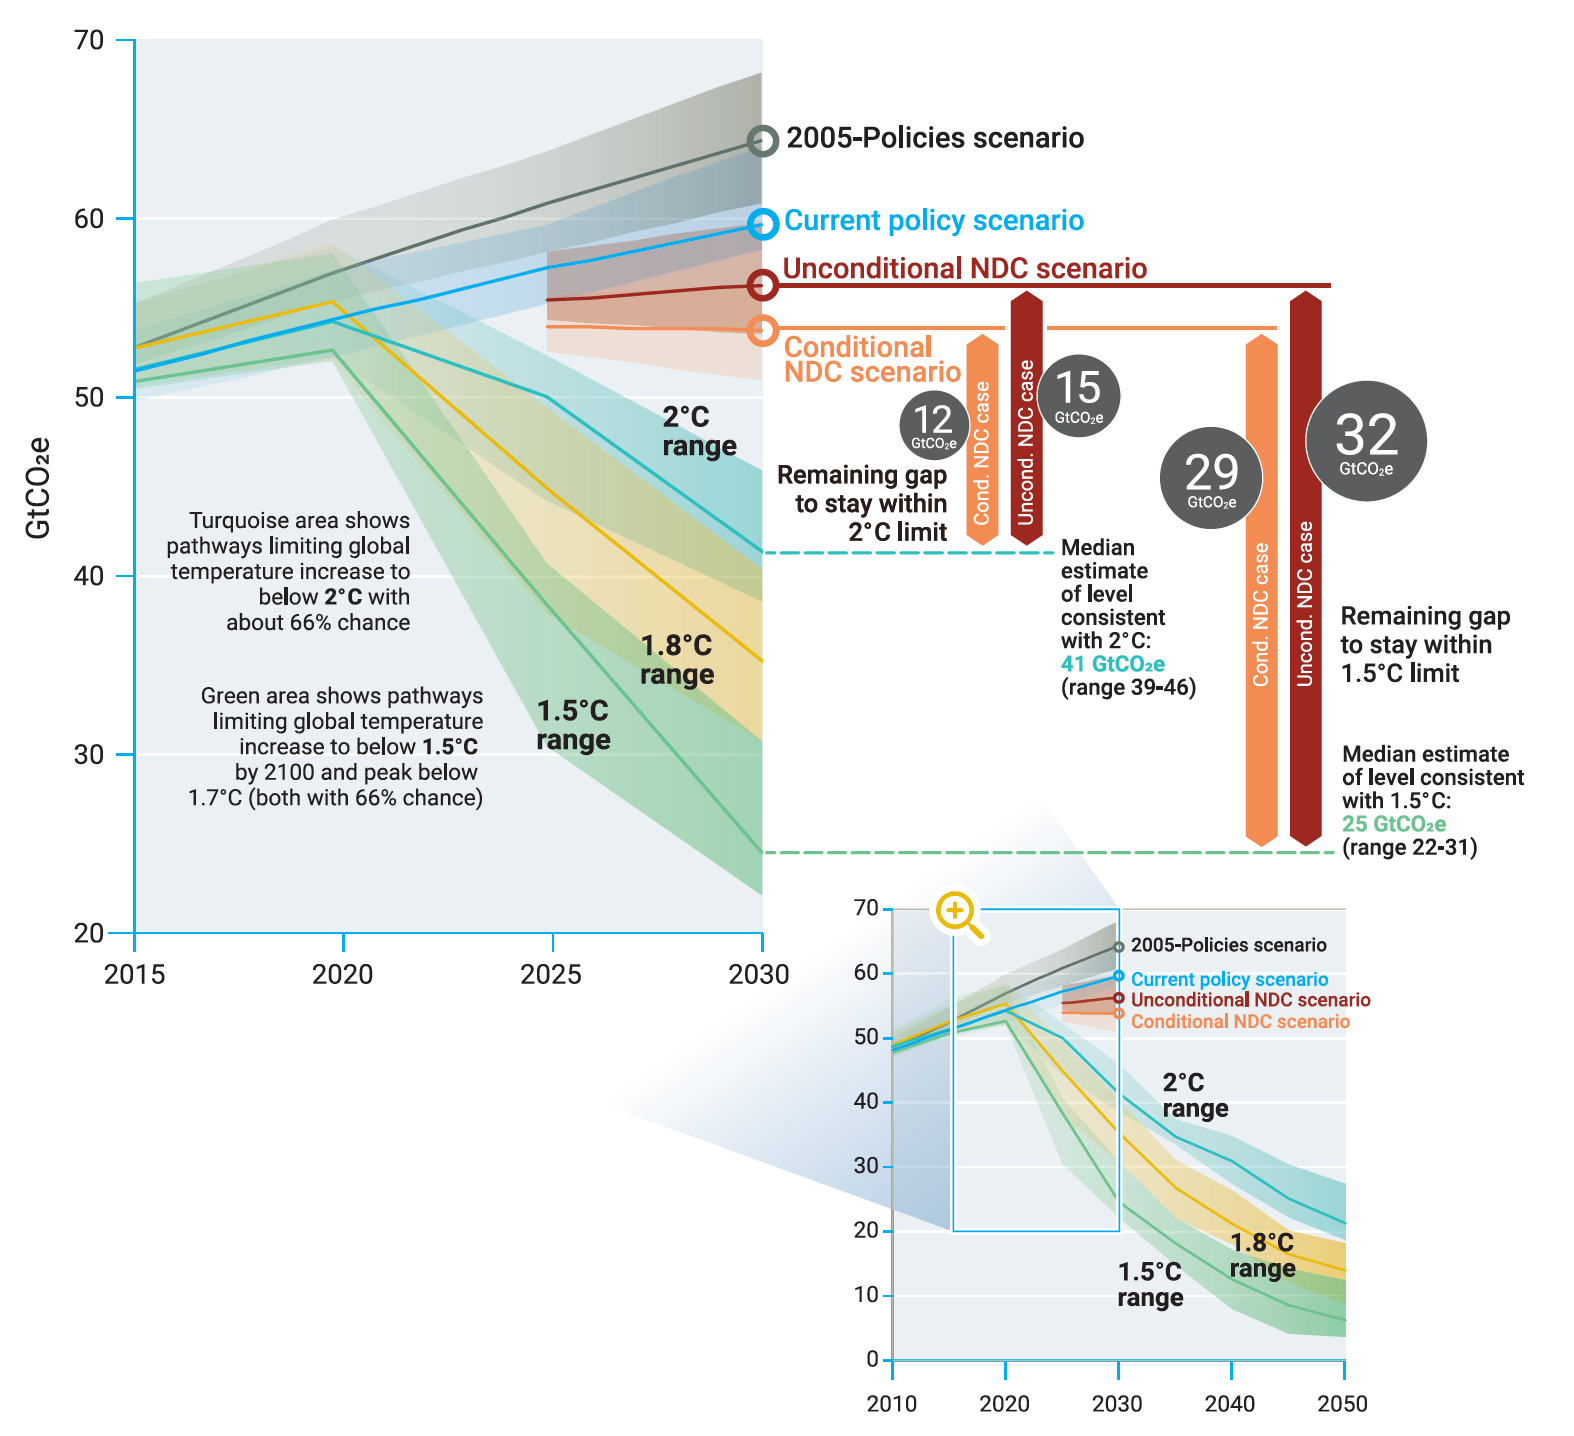 70
60
50
40
30
20
GtCO₂e
2015
2020
2025
2030
2005-Policies scenario
Current policy scenario
Unconditional NDC scenario
Conditional
NDC scenario
2°C
range
1.8°C
range
1.5°C
range
Turquoise area shows
pathways limiting global
temperature increase to
below 2°C with
about 66% chance
Green area shows pathways
limiting global temperature
increase to below 1.5°C
by 2100 and peak below
1.7°C (both with 66% chance)
12
GtCO₂e
Cond. NDC case
Uncond. NDC case
15
GtCO₂e
Remaining gap
to stay within
2°C limit
Median
estimate
of level
consistent
with 2°C:
41 GtCO₂e
(range 39-46)
29
GtCO₂e
Cond. NDC case
Uncond. NDC case
32
GtCO₂e
Remaining gap
to stay within
1.5°C limit
Median estimate
of level consistent
with 1.5°C:
25 GtCO₂e
(range 22-31)
70
60
50
40
30
20
10
0
2010
2020
2030
2040
2050
2005-Policies scenario
Current policy scenario
Unconditional NDC scenario
Conditional NDC scenario
2°C
range
1.8°C
range
1.5°C
range